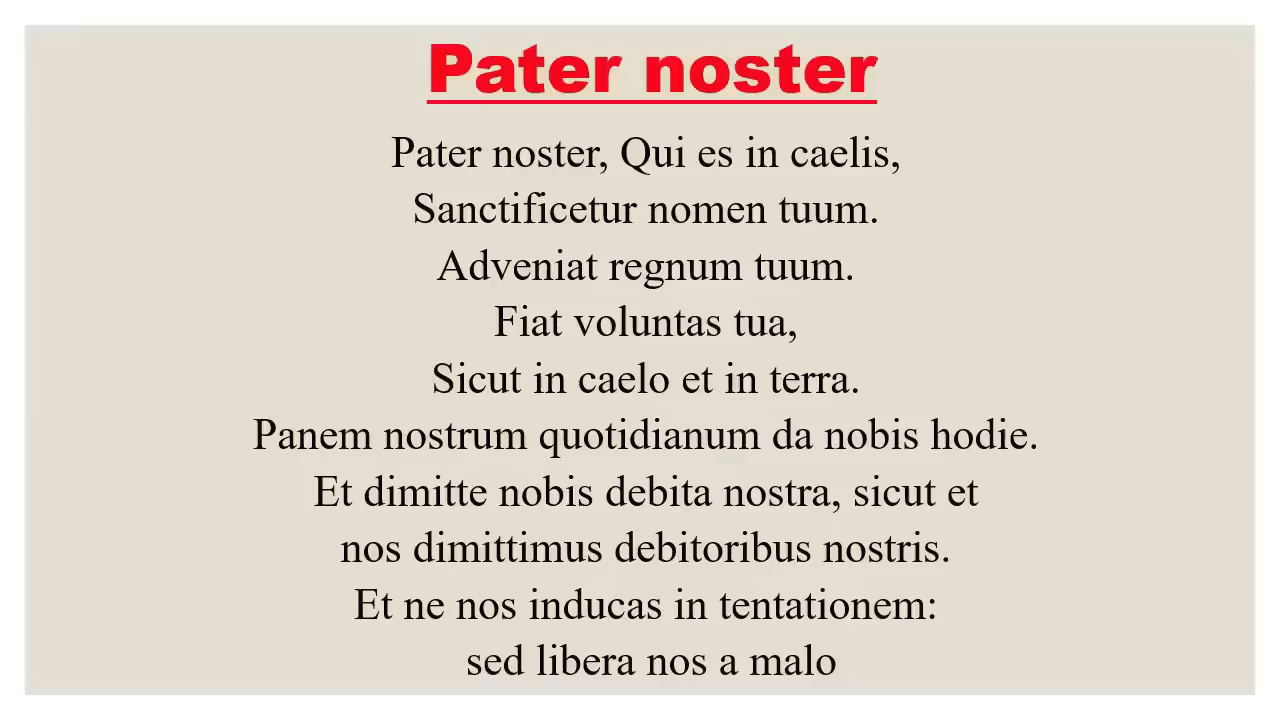 Pater noster
Pater noster, Qui es in caelis,
Sanctificetur nomen tuum.
Adveniat regnum tuum.
Fiat voluntas tua,
Sicut in caelo et in terra.
Panem nostrum quotidianum da nobis hodie.
Et dimitte nobis debita nostra, sicut et
nos dimittimus debitoribus nostris.
Et ne nos inducas in tentationem:
sed libera nos a malo